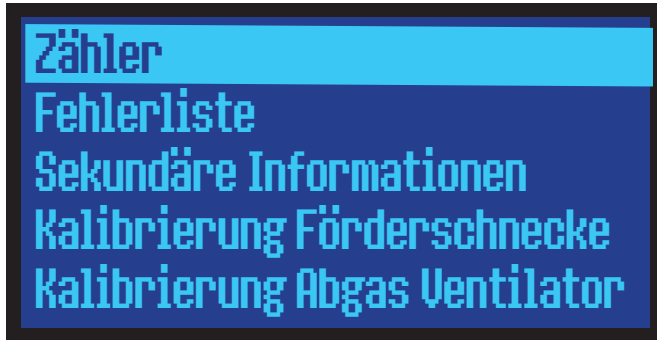 Zähler
Fehlerliste
Sekundäre Informationen
Kalibrierung Förderschnecke
Kalibrierung Abgas Ventilator